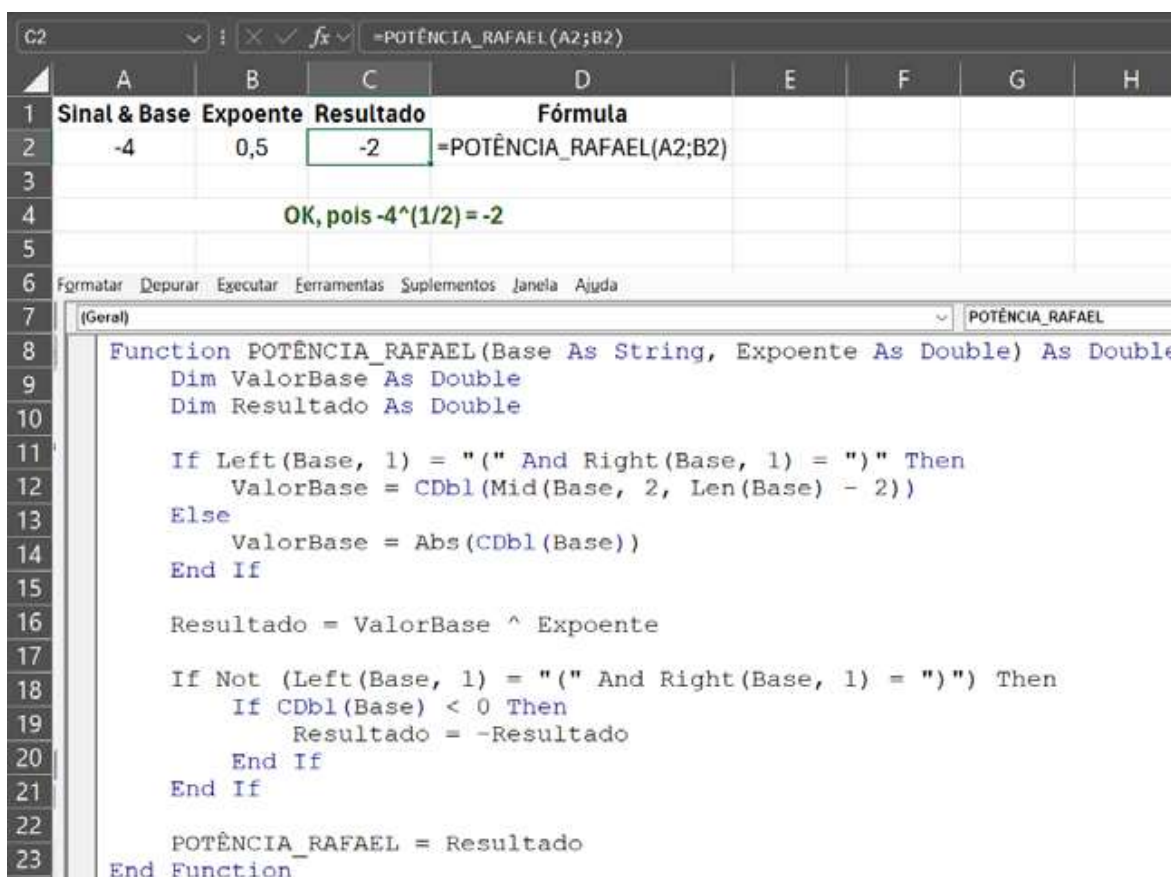 C2 fx =POTÊNCIA_RAFAEL(A2;B2)
A B C D E F G H
1 Sinal & Base Expoente Resultado Fórmula
2 -4 0,5 -2 =POTÊNCIA_RAFAEL(A2;B2)
3
4 OK, pois -4^(1/2) = -2
5
6 Formatar Depurar Executar Ferramentas Suplementos Janela Ajuda
7 (Geral) POTÊNCIA_RAFAEL
8 Function POTÊNCIA_RAFAEL(Base As String, Expoente As Double) As Double
9 Dim ValorBase As Double
10 Dim Resultado As Double
11 If Left(Base, 1) = "(" And Right(Base, 1) = ")" Then
12 ValorBase = CDbl(Mid(Base, 2, Len(Base) - 2))
13 Else
14 ValorBase = Abs(CDbl(Base))
15 End If
16 Resultado = ValorBase ^ Expoente
17
18 If Not (Left(Base, 1) = "(" And Right(Base, 1) = ")") Then
19 If CDbl(Base) < 0 Then
Resultado = -Resultado
20 End If
21 End If
22
23 POTÊNCIA_RAFAEL = Resultado
End Function